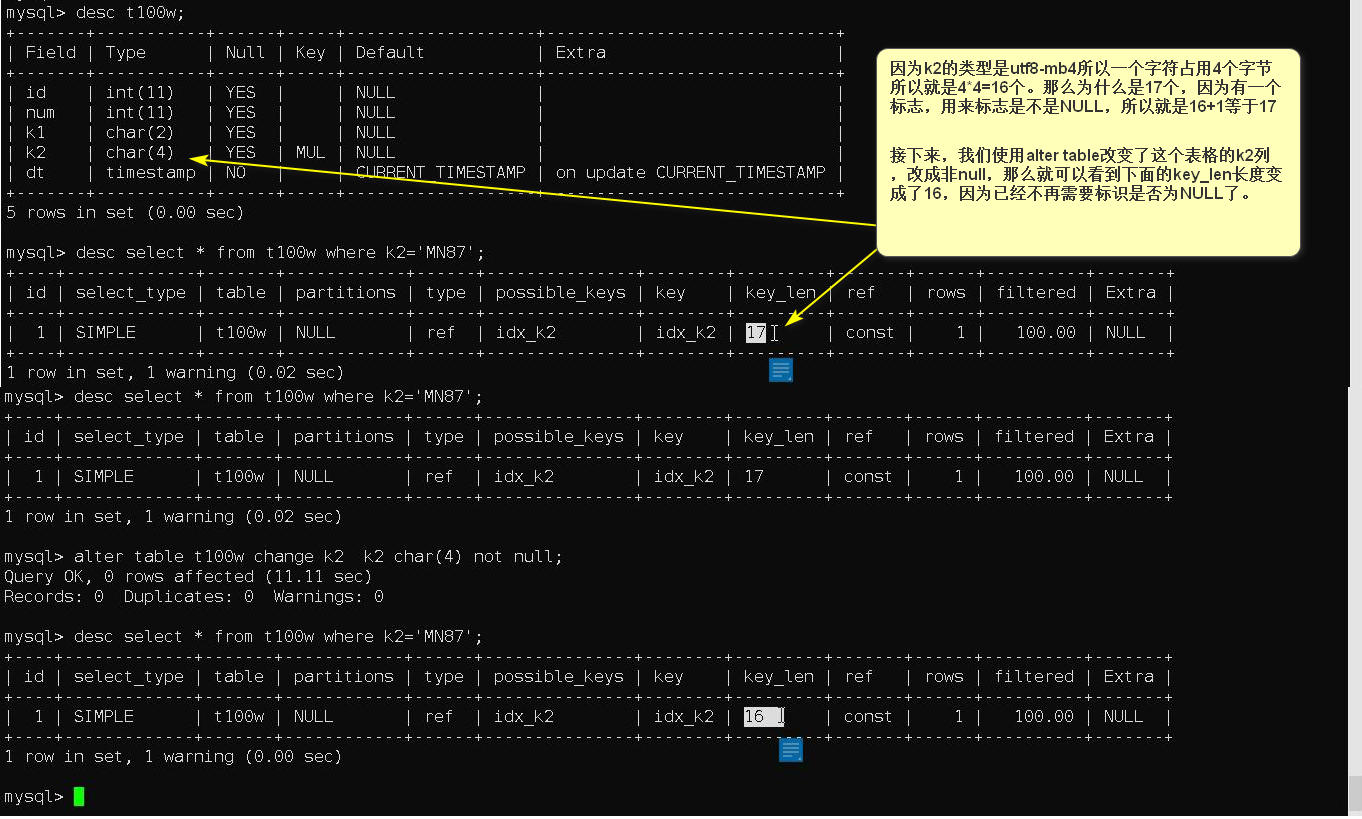 mysql> desc t100w;
+-------+-----------+------+-----+-------------------+-----------------------------+
| Field | Type      | Null | Key | Default           | Extra                       |
+-------+-----------+------+-----+-------------------+-----------------------------+
| id    | int(11)   | YES  |     | NULL              |                             |
| num   | int(11)   | YES  |     | NULL              |                             |
| k1    | char(2)   | YES  |     | NULL              |                             |
| k2    | char(4)   | YES  | MUL | NULL              |                             |
| dt    | timestamp | NO   |     | CURRENT_TIMESTAMP | on update CURRENT_TIMESTAMP |
+-------+-----------+------+-----+-------------------+-----------------------------+
5 rows in set (0.00 sec)
因为k2的类型是utf8-mb4所以一个字符占用4个字节
所以就是4*4=16个。那么为什么是17个，因为有一个
标志，用来标志是不是NULL，所以就是16+1等于17
接下来，我们使用alter table改变了这个表格的k2列
，改成非null，那么就可以看到下面的key_len长度变
成了16，因为已经不再需要标识是否为NULL了。
mysql> desc select * from t100w where k2='MN87';
+----+-------------+-------+------------+------+---------------+--------+---------+-------+------+----------+-------+
| id | select_type | table | partitions | type | possible_keys | key    | key_len | ref   | rows | filtered | Extra |
+----+-------------+-------+------------+------+---------------+--------+---------+-------+------+----------+-------+
|  1 | SIMPLE      | t100w | NULL       | ref  | idx_k2        | idx_k2 | 17      | const |    1 |   100.00 | NULL  |
+----+-------------+-------+------------+------+---------------+--------+---------+-------+------+----------+-------+
1 row in set, 1 warning (0.02 sec)
mysql> desc select * from t100w where k2='MN87';
+----+-------------+-------+------------+------+---------------+--------+---------+-------+------+----------+-------+
| id | select_type | table | partitions | type | possible_keys | key    | key_len | ref   | rows | filtered | Extra |
+----+-------------+-------+------------+------+---------------+--------+---------+-------+------+----------+-------+
|  1 | SIMPLE      | t100w | NULL       | ref  | idx_k2        | idx_k2 | 17      | const |    1 |   100.00 | NULL  |
+----+-------------+-------+------------+------+---------------+--------+---------+-------+------+----------+-------+
1 row in set, 1 warning (0.02 sec)
mysql> alter table t100w change k2  k2 char(4) not null;
Query OK, 0 rows affected (11.11 sec)
Records: 0  Duplicates: 0  Warnings: 0
mysql> desc select * from t100w where k2='MN87';
+----+-------------+-------+------------+------+---------------+--------+---------+-------+------+----------+-------+
| id | select_type | table | partitions | type | possible_keys | key    | key_len | ref   | rows | filtered | Extra |
+----+-------------+-------+------------+------+---------------+--------+---------+-------+------+----------+-------+
|  1 | SIMPLE      | t100w | NULL       | ref  | idx_k2        | idx_k2 | 16      | const |    1 |   100.00 | NULL  |
+----+-------------+-------+------------+------+---------------+--------+---------+-------+------+----------+-------+
1 row in set, 1 warning (0.00 sec)
mysql>